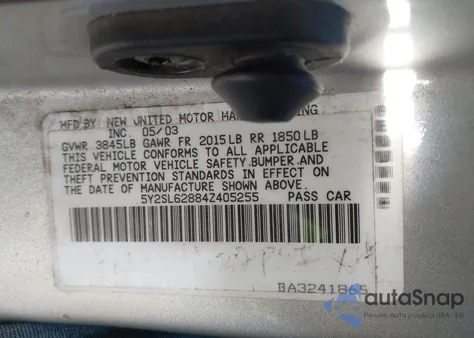 MFD BY: NEW UNITED MOTOR
INC. 05/03
GVWR 3845LB GAWR FR 2015LB RR 1850LB
THIS VEHICLE CONFORMS TO ALL APPLICABLE
FEDERAL MOTOR VEHICLE SAFETY, BUMPER, AND
THEFT PREVENTION STANDARDS IN EFFECT ON
THE DATE OF MANUFACTURE SHOWN ABOVE.
5Y2SL62884Z405255 PASS CAR
BA3241865
autoSnap